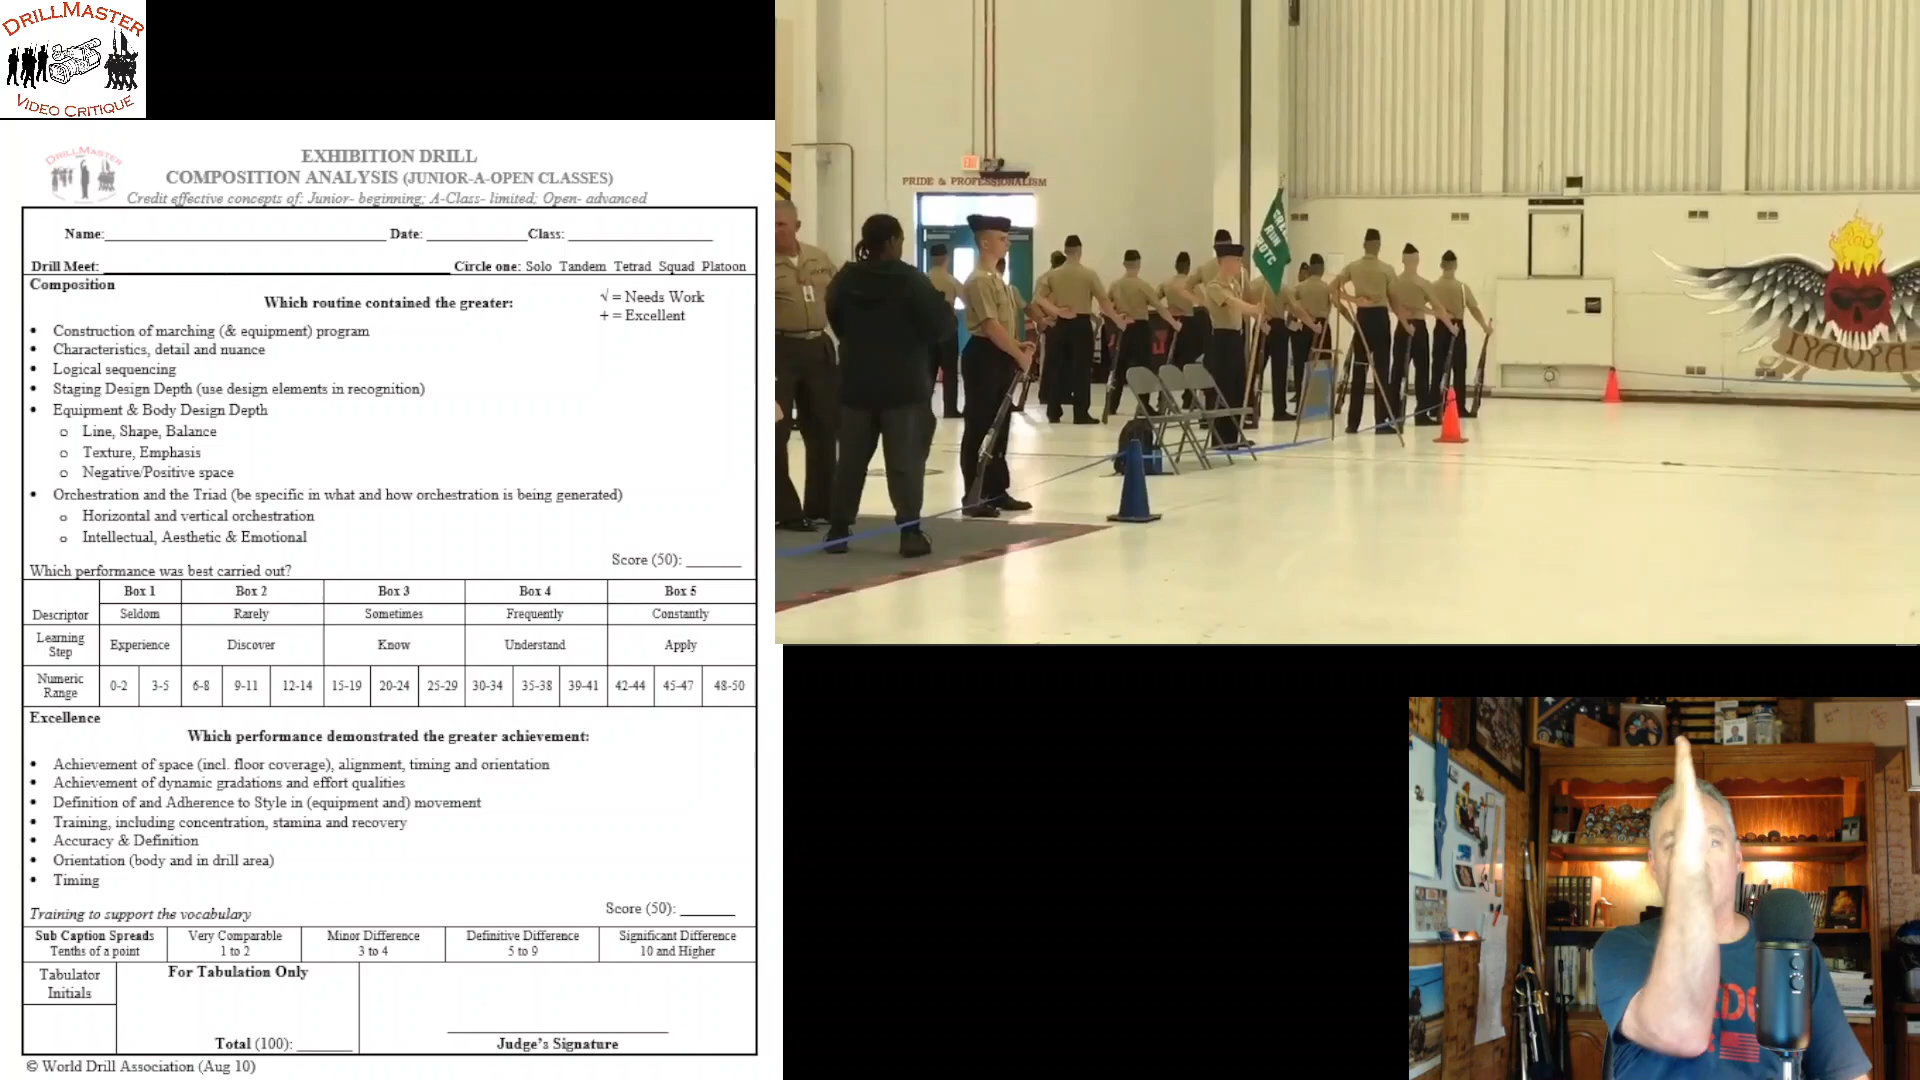 DRILLMASTER
VIDEO CRITIQUE
DRILLMASTER
EXHIBITION DRILL
COMPOSITION ANALYSIS (JUNIOR-A-OPEN CLASSES)
Credit effective concepts of: Junior- beginning; A-Class- limited; Open- advanced
Name: Date: Class:
Drill Meet: Circle one: Solo Tandem Tetrad Squad Platoon
Composition
Which routine contained the greater:
√ = Needs Work
+ = Excellent
• Construction of marching (& equipment) program
• Characteristics, detail and nuance
• Logical sequencing
• Staging Design Depth (use design elements in recognition)
• Equipment & Body Design Depth
o Line, Shape, Balance
o Texture, Emphasis
o Negative/Positive space
• Orchestration and the Triad (be specific in what and how orchestration is being generated)
o Horizontal and vertical orchestration
o Intellectual, Aesthetic & Emotional
Score (50):
Which performance was best carried out?
Box 1 Box 2 Box 3 Box 4 Box 5
Descriptor Seldom Rarely Sometimes Frequently Constantly
Learning Step Experience Discover Know Understand Apply
Numeric Range 0-2 3-5 6-8 9-11 12-14 15-19 20-24 25-29 30-34 35-38 39-41 42-44 45-47 48-50
Excellence
Which performance demonstrated the greater achievement:
• Achievement of space (incl. floor coverage), alignment, timing and orientation
• Achievement of dynamic gradations and effort qualities
• Definition of and Adherence to Style in (equipment and) movement
• Training, including concentration, stamina and recovery
• Accuracy & Definition
• Orientation (body and in drill area)
• Timing
Score (50):
Training to support the vocabulary
Sub Caption Spreads Very Comparable Minor Difference Definitive Difference Significant Difference
Tenths of a point 1 to 2 3 to 4 5 to 9 10 and Higher
Tabulator Initials
For Tabulation Only
Total (100):
Judge's Signature
© World Drill Association (Aug 10)
EXIT
PRIDE & PROFESSIONALISM
RUN